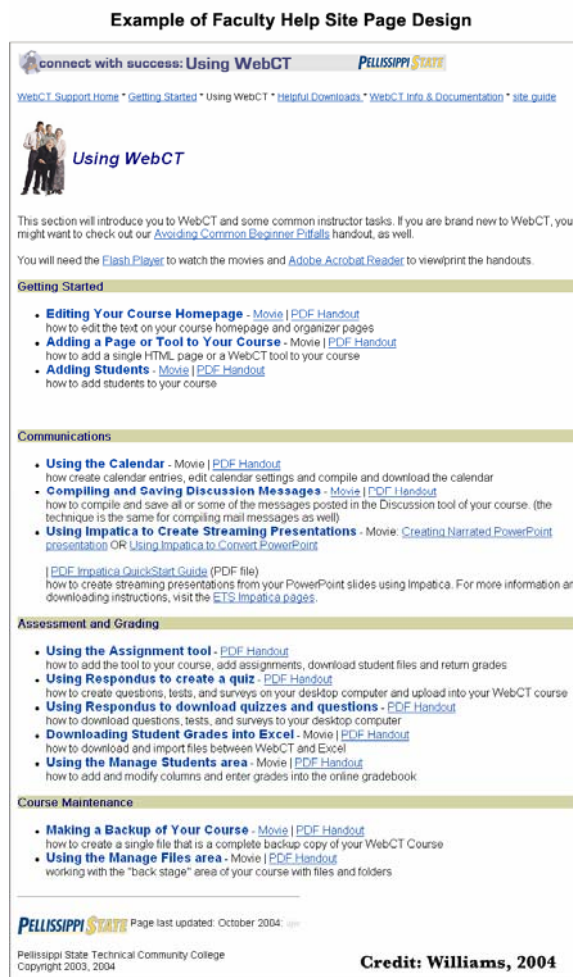 Example of Faculty Help Site Page Design
connect with success: Using WebCT PELLISSIPPI STATE
WebCT Support Home * Getting Started * Using WebCT * Helpful Downloads * WebCT Info & Documentation * site guide
Using WebCT
This section will introduce you to WebCT and some common instructor tasks. If you are brand new to WebCT, you
might want to check out our Avoiding Common Beginner Pitfalls handout, as well.
You will need the Flash Player to watch the movies and Adobe Acrobat Reader to view/print the handouts.
Getting Started
• Editing Your Course Homepage - Movie | PDF Handout
how to edit the text on your course homepage and organizer pages
• Adding a Page or Tool to Your Course - Movie | PDF Handout
how to add a single HTML page or a WebCT tool to your course
• Adding Students - Movie | PDF Handout
how to add students to your course
Communications
• Using the Calendar - Movie | PDF Handout
how create calendar entries, edit calendar settings and compile and download the calendar
• Compiling and Saving Discussion Messages - Movie | PDF Handout
how to compile and save all or some of the messages posted in the Discussion tool of your course. (the
technique is the same for compiling mail messages as well)
• Using Impatica to Create Streaming Presentations - Movie: Creating Narrated PowerPoint
presentation OR Using Impatica to Convert PowerPoint
| PDF Impatica QuickStart Guide (PDF file)
how to create streaming presentations from your PowerPoint slides using Impatica. For more information an
downloading instructions, visit the ETS Impatica pages.
Assessment and Grading
• Using the Assignment tool - PDF Handout
how to add the tool to your course, add assignments, download student files and return grades
• Using Respondus to create a quiz - PDF Handout
how to create questions, tests, and surveys on your desktop computer and upload into your WebCT course
• Using Respondus to download quizzes and questions - PDF Handout
how to download questions, tests, and surveys to your desktop computer
• Downloading Student Grades into Excel - Movie | PDF Handout
how to download and import files between WebCT and Excel
• Using the Manage Students area - Movie | PDF Handout
how to add and modify columns and enter grades into the online gradebook
Course Maintenance
• Making a Backup of Your Course - Movie | PDF Handout
how to create a single file that is a complete backup copy of your WebCT Course
• Using the Manage Files area - Movie | PDF Handout
working with the "back stage" area of your course with files and folders
PELLISSIPPI STATE Page last updated: October 2004:
Pellissippi State Technical Community College
Copyright 2003, 2004
Credit: Williams, 2004